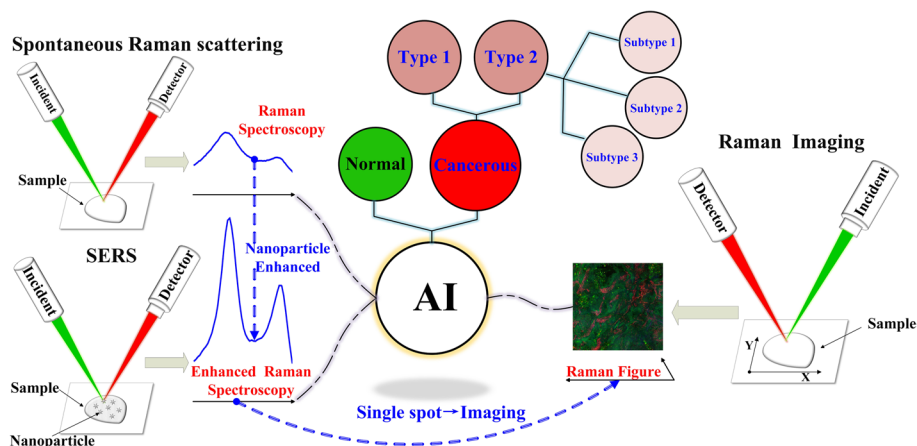 Spontaneous Raman scattering
Incident
Detector
Sample
Raman
Spectroscopy
SERS
Incident
Detector
Sample
Nanoparticle
Nanoparticle
Enhanced
Enhanced Raman
Spectroscopy
Type 1
Type 2
Subtype 1
Subtype 2
Subtype 3
Normal
Cancerous
AI
Single spot→Imaging
Raman Imaging
Detector
Incident
Sample
Y
X
Raman Figure